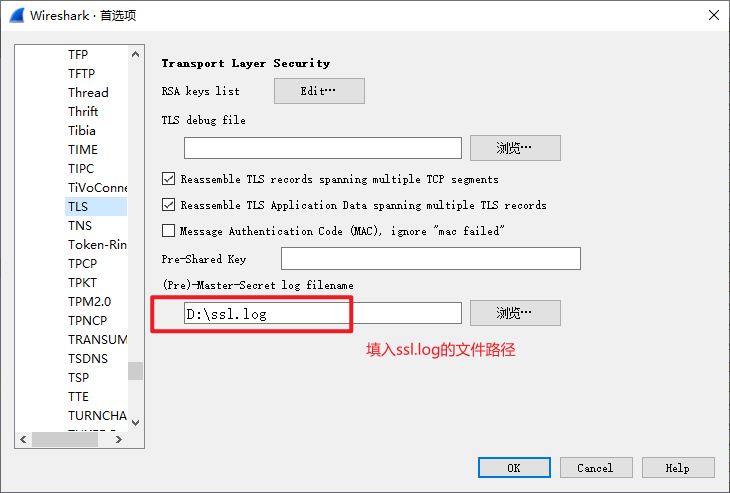 Wireshark · 首选项
TFP
TFTP
Thread
Thrift
Tibia
TIME
TIPC
TiVoConne
TLS
TNS
Token-Rin
TPCP
TPKT
TPM2.0
TPNCP
TRANSUM
TSDNS
TSP
TTE
TURNCHA
Transport Layer Security
RSA keys list
Edit…
TLS debug file
浏览…
Reassemble TLS records spanning multiple TCP segments
Reassemble TLS Application Data spanning multiple TLS records
Message Authentication Code (MAC), ignore "mac failed"
Pre-Shared Key
(Pre)-Master-Secret log filename
D:\ssl.log
浏览…
填入ssl.log的文件路径
OK
Cancel
Help